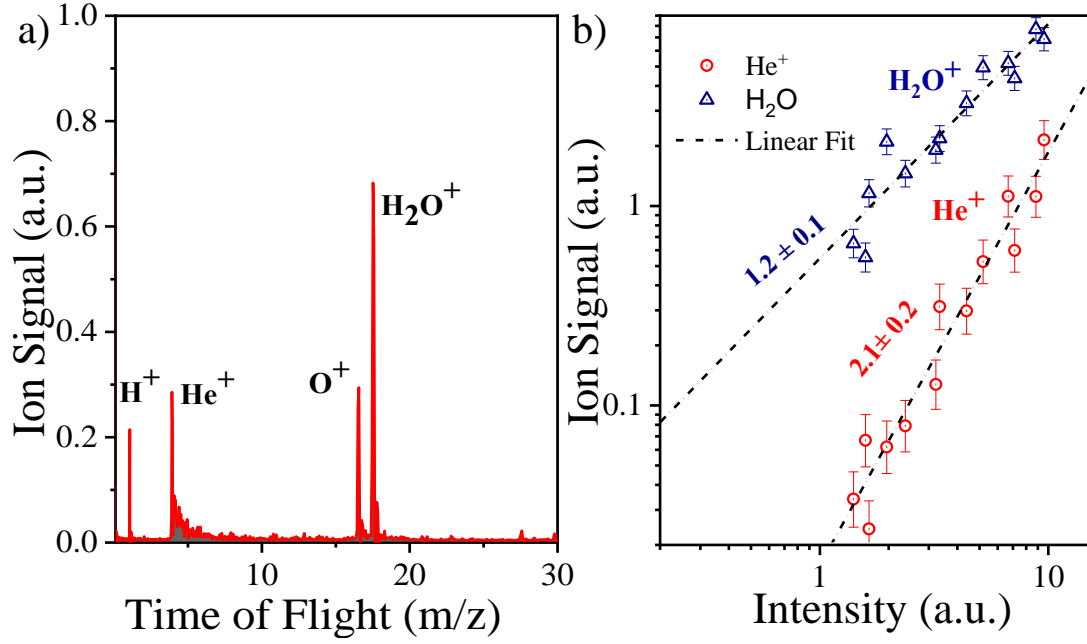 a)
Ion Signal (a.u.)
1.0
0.8
0.6
0.4
0.2
0.0
H⁺
He⁺
O⁺
H₂O⁺
10
20
30
Time of Flight (m/z)
b)
Ion Signal (a.u.)
1
0.1
He⁺
H₂O
Linear Fit
H₂O⁺
He⁺
1.2 ± 0.1
2.1± 0.2
1
10
Intensity (a.u.)